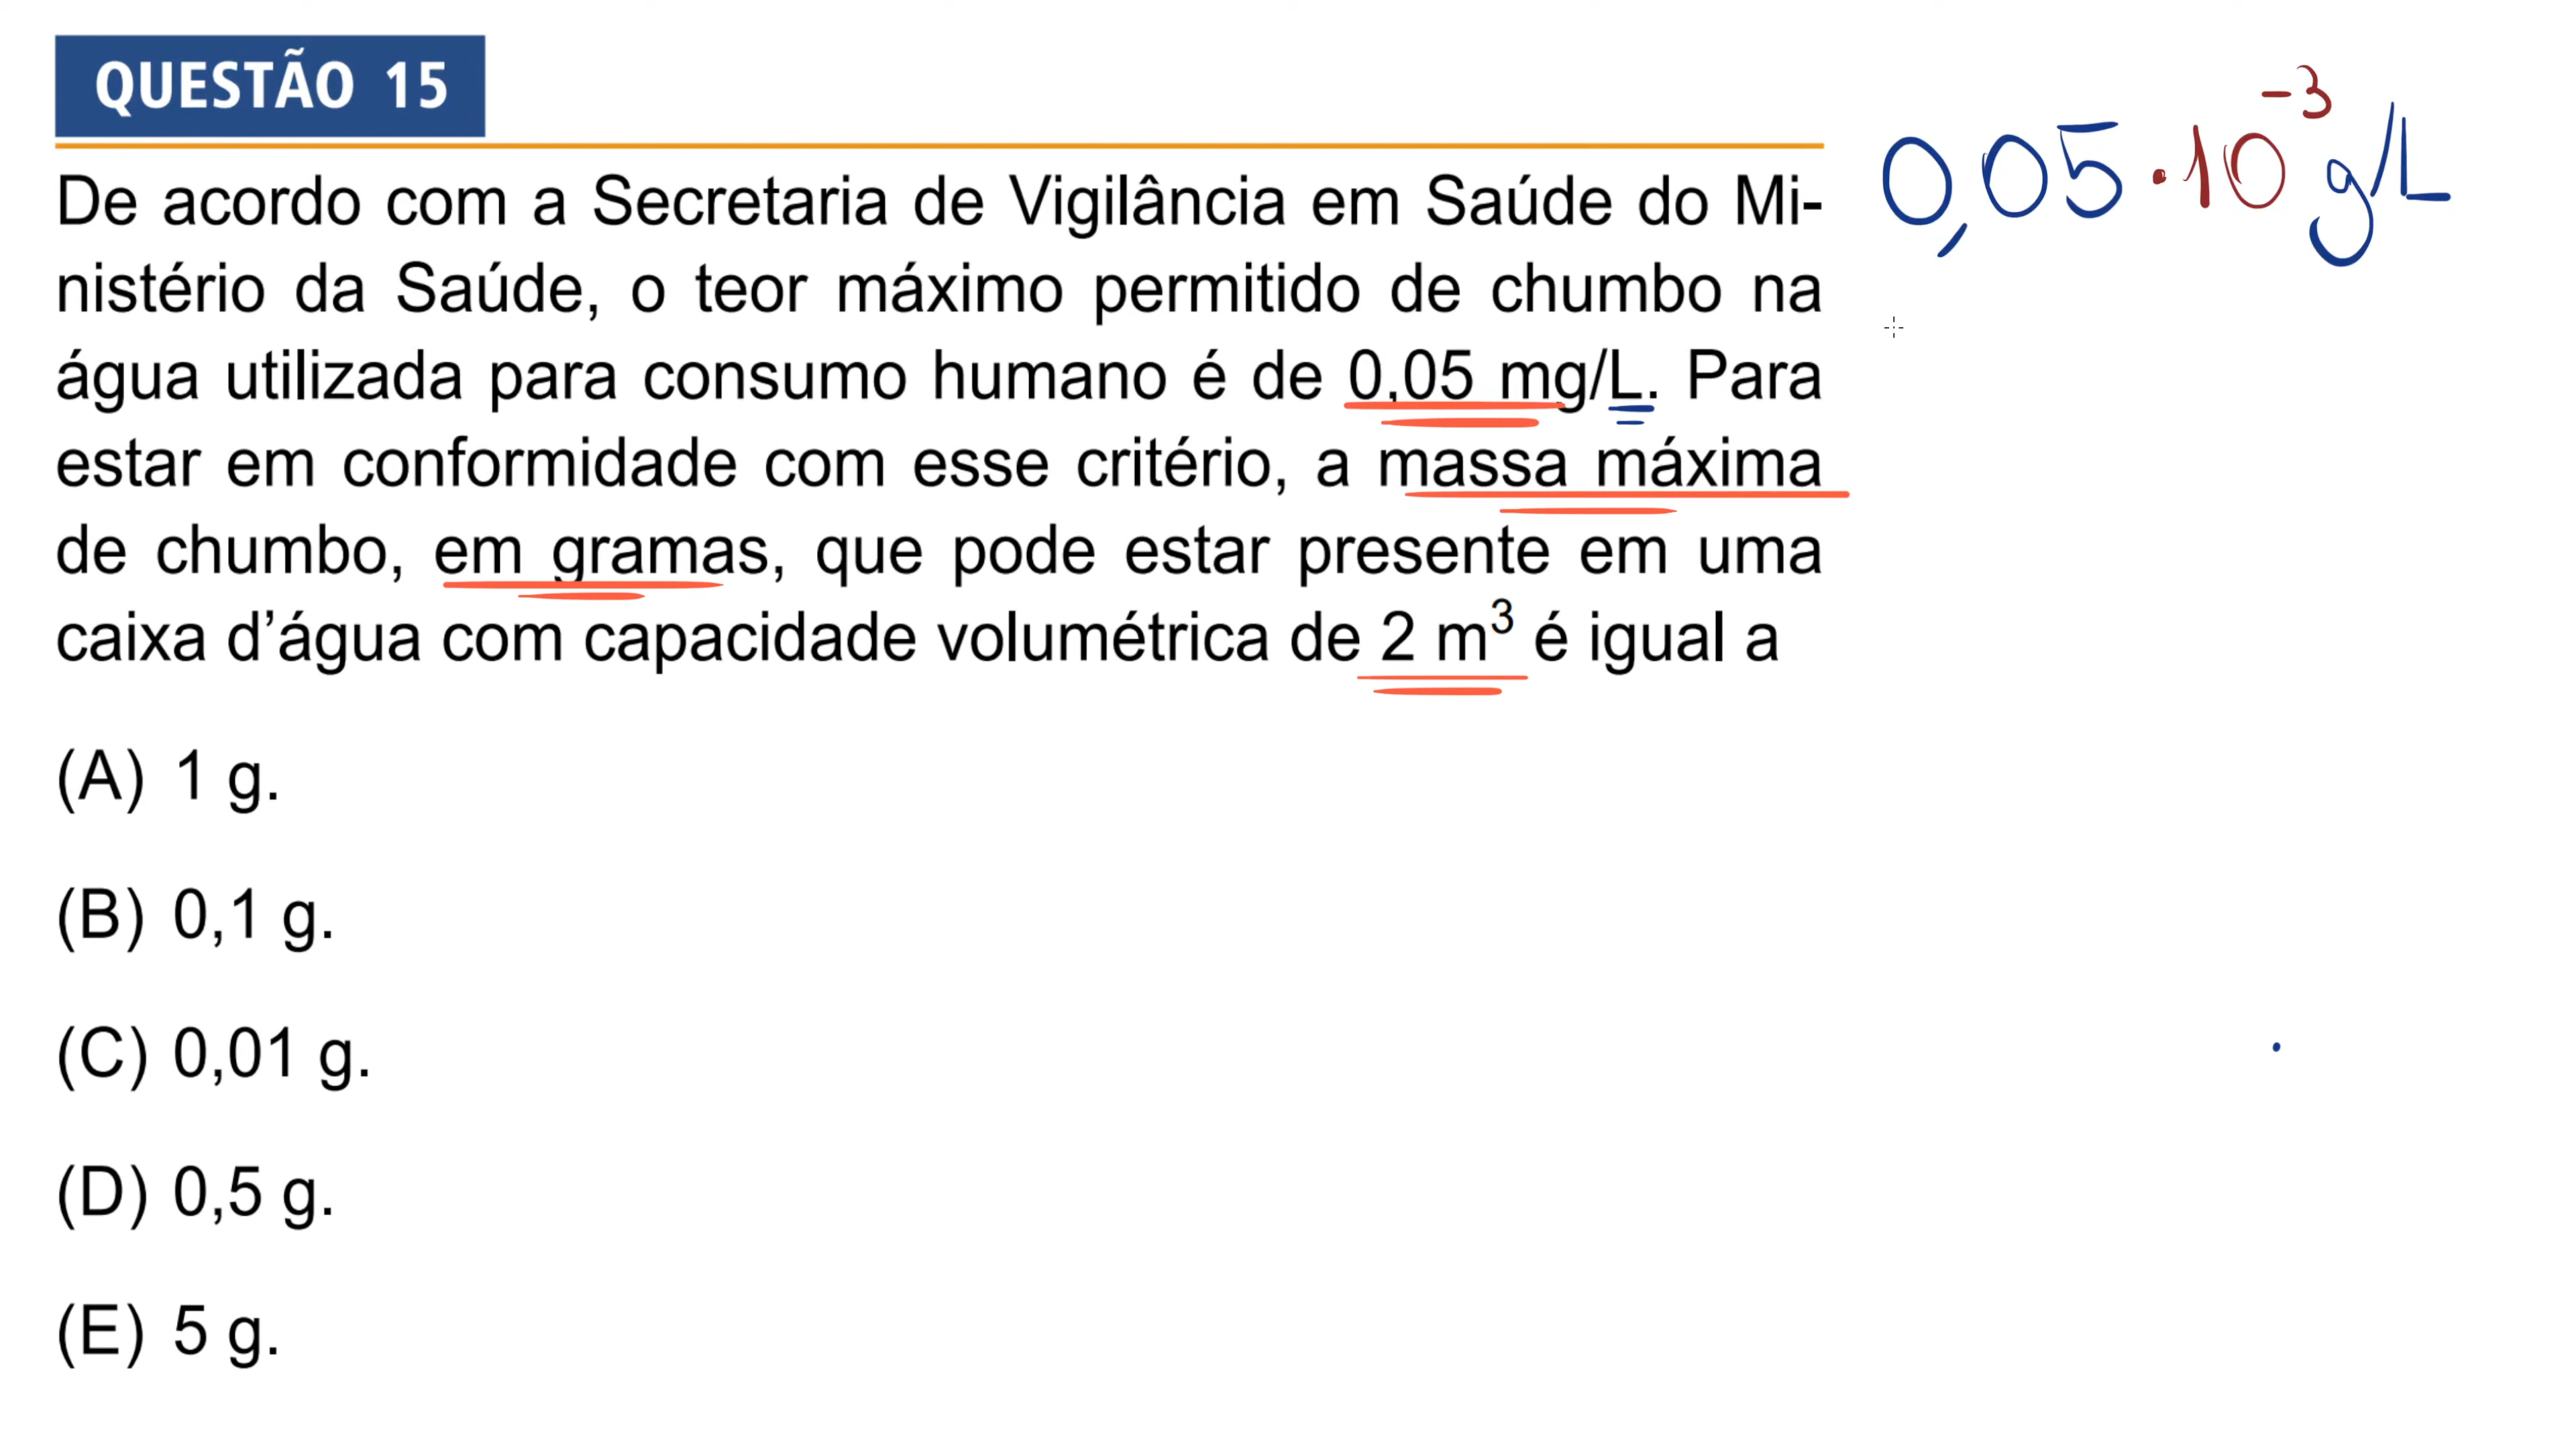 QUESTÃO 15
0,05·10⁻³ g/L
De acordo com a Secretaria de Vigilância em Saúde do Mi-
nistério da Saúde, o teor máximo permitido de chumbo na
água utilizada para consumo humano é de 0,05 mg/L. Para
estar em conformidade com esse critério, a massa máxima
de chumbo, em gramas, que pode estar presente em uma
caixa d’água com capacidade volumétrica de 2 m³ é igual a
(A) 1 g.
(B) 0,1 g.
(C) 0,01 g.
(D) 0,5 g.
(E) 5 g.